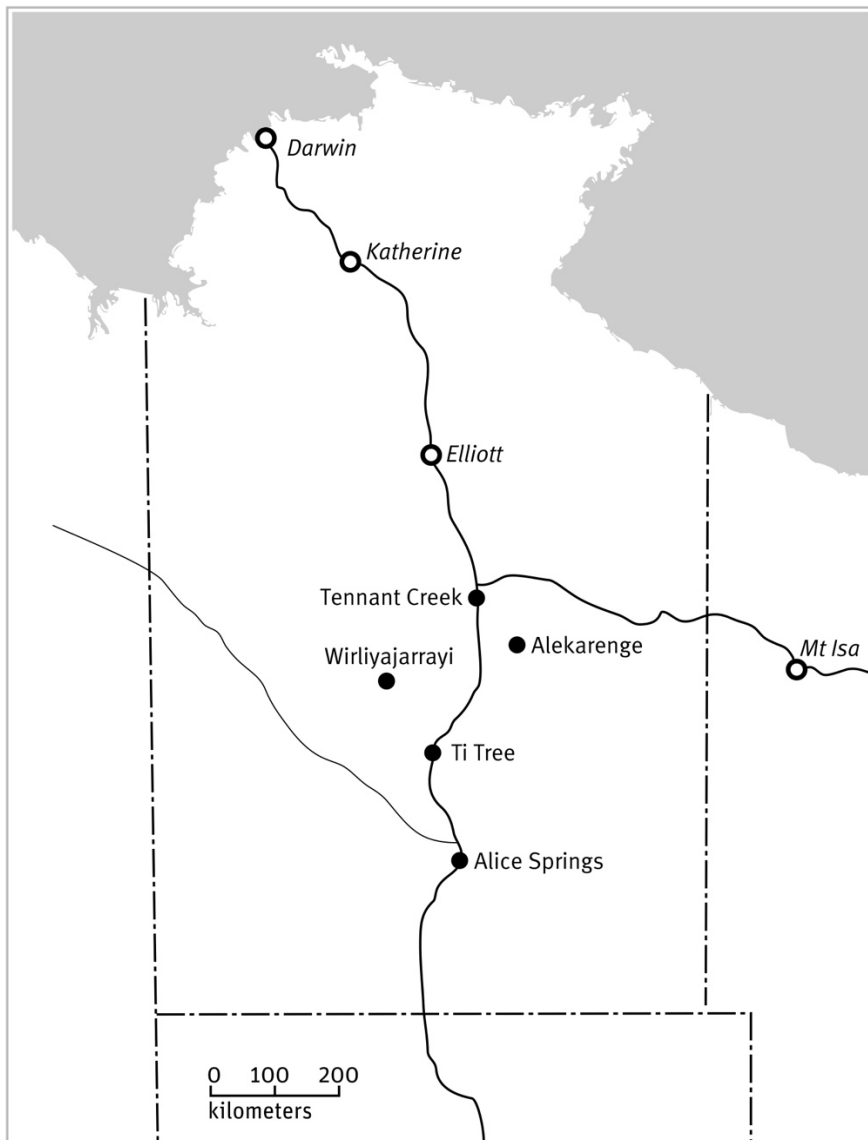 Darwin
Katherine
Elliott
Tennant Creek
Alekarenge
Wirliyajarrayi
Mt Isa
Ti Tree
Alice Springs
0 100 200
kilometers